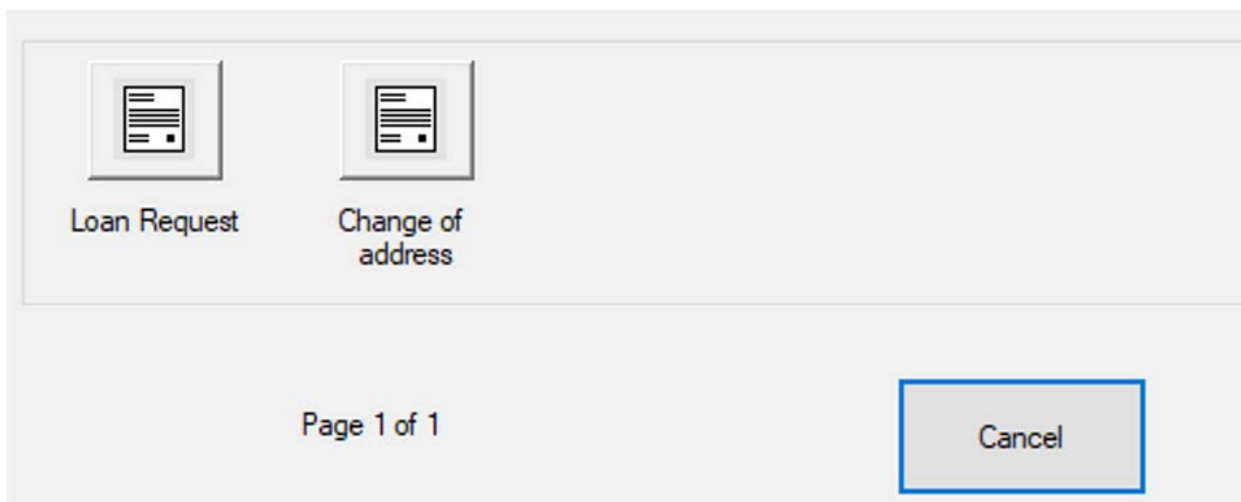 Loan Request
Change of
address
Page 1 of 1
Cancel